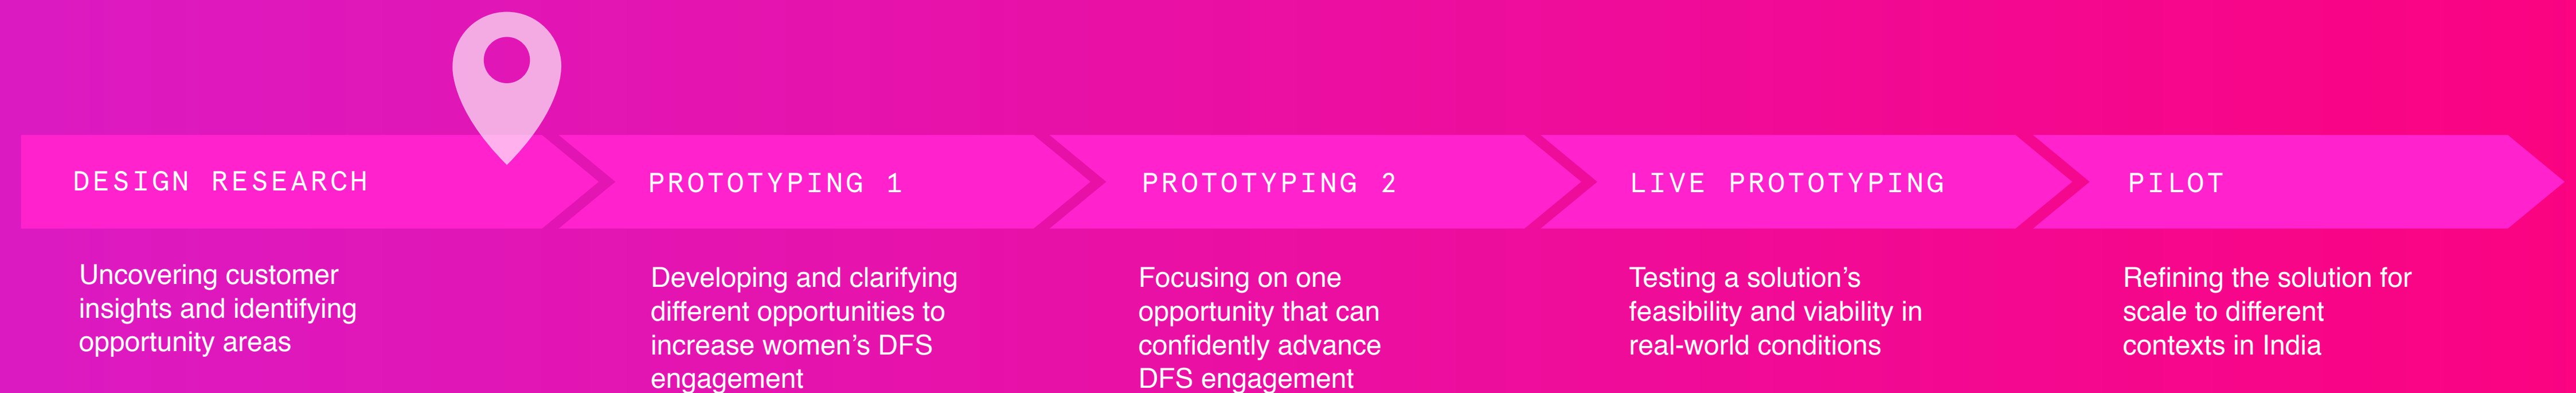 DESIGN RESEARCH
Uncovering customer
insights and identifying
opportunity areas
PROTOTYPING 1
Developing and clarifying
different opportunities to
increase women’s DFS
engagement
PROTOTYPING 2
Focusing on one
opportunity that can
confidently advance
DFS engagement
LIVE PROTOTYPING
Testing a solution’s
feasibility and viability in
real-world conditions
PILOT
Refining the solution for
scale to different
contexts in India